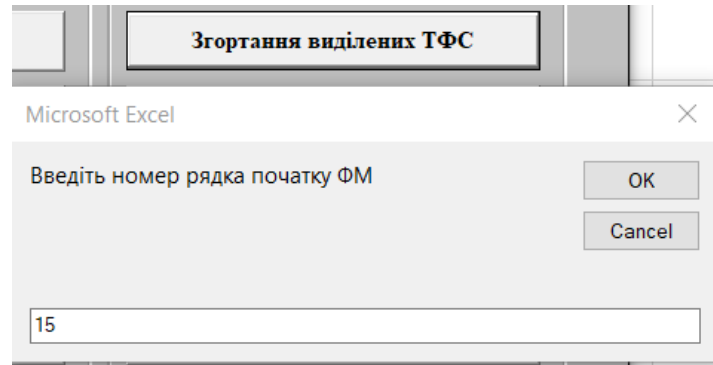 Згортання виділених ТФС
Microsoft Excel
Введіть номер рядка початку ФМ
OK
Cancel
15